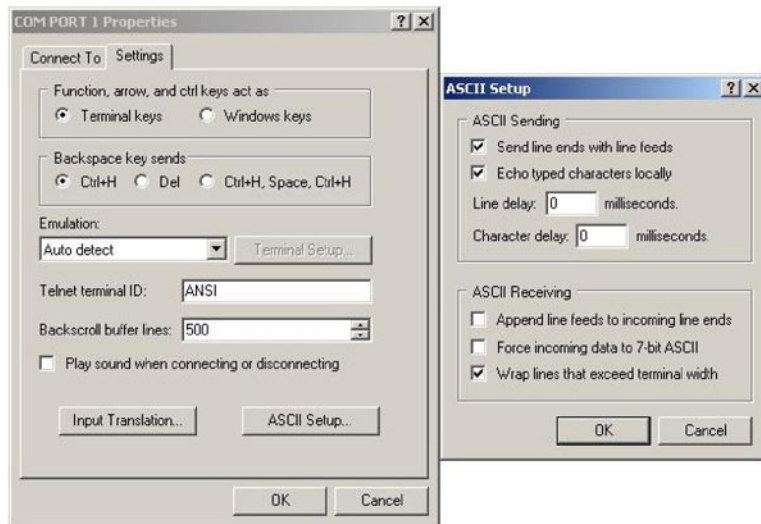 COM PORT 1 Properties
Connect To Settings
Function, arrow, and ctrl keys act as
Terminal keys Windows keys
Backspace key sends
Ctrl+H Del Ctrl+H, Space, Ctrl+H
Emulation:
Auto detect Terminal Setup...
Telnet terminal ID: ANSI
Backscroll buffer lines: 500
Play sound when connecting or disconnecting
Input Translation... ASCII Setup...
OK Cancel
ASCII Setup
ASCII Sending
Send line ends with line feeds
Echo typed characters locally
Line delay: 0 milliseconds.
Character delay: 0 milliseconds.
ASCII Receiving
Append line feeds to incoming line ends
Force incoming data to 7-bit ASCII
Wrap lines that exceed terminal width
OK Cancel